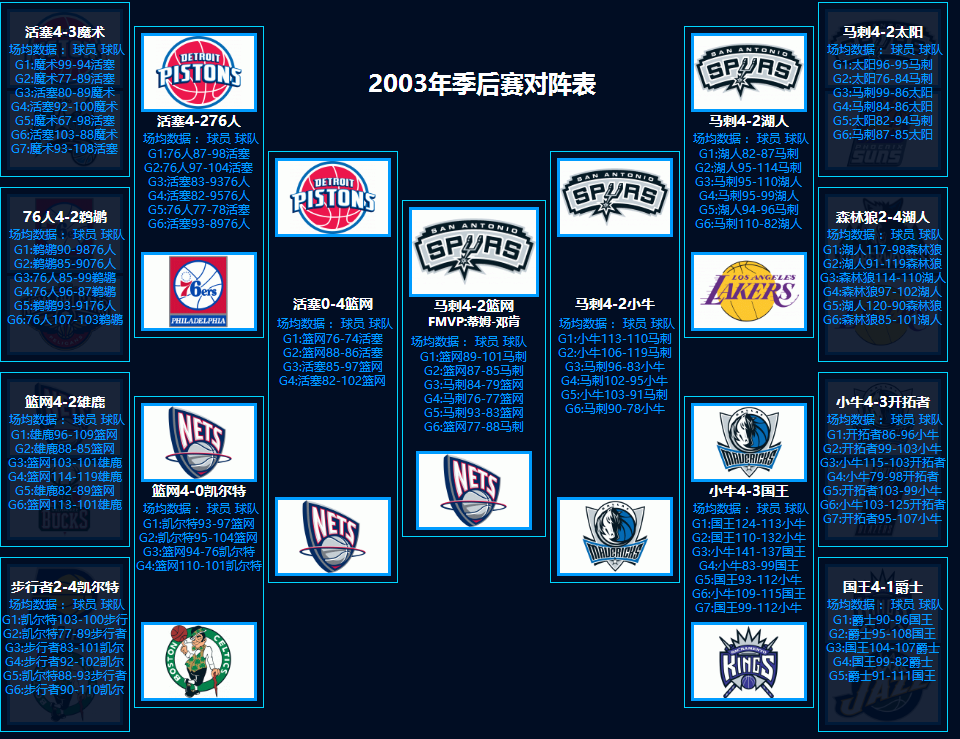 2003年季后赛对阵表
活塞4-3魔术
场均数据： 球员 球队
G1:魔术99-94活塞
G2:魔术77-89活塞
G3:活塞80-89魔术
G4:活塞92-100魔术
G5:魔术67-98活塞
G6:活塞103-88魔术
G7:魔术93-108活塞
76人4-2鹈鹕
场均数据： 球员 球队
G1:鹈鹕90-9876人
G2:鹈鹕85-9076人
G3:76人85-99鹈鹕
G4:76人96-87鹈鹕
G5:鹈鹕93-9176人
G6:76人107-103鹈鹕
篮网4-2雄鹿
场均数据： 球员 球队
G1:雄鹿96-109篮网
G2:雄鹿88-85篮网
G3:篮网103-101雄鹿
G4:篮网114-119雄鹿
G5:雄鹿82-89篮网
G6:篮网113-101雄鹿
BUCKS
步行者2-4凯尔特
场均数据： 球员 球队
G1:凯尔特103-100步行
G2:凯尔特77-89步行者
G3:步行者83-101凯尔
G4:步行者92-102凯尔
G5:凯尔特88-93步行者
G6:步行者90-110凯尔
DETROIT
PISTONS
活塞4-276人
场均数据： 球员 球队
G1:76人87-98活塞
G2:76人97-104活塞
G3:活塞83-9376人
G4:活塞82-9576人
G5:76人77-78活塞
G6:活塞93-8976人
76ers
PHILADELPHIA
NETS
篮网4-0凯尔特
场均数据： 球员 球队
G1:凯尔特93-97篮网
G2:凯尔特95-104篮网
G3:篮网94-76凯尔特
G4:篮网110-101凯尔特
BOSTON CELTICS
DETROIT
PISTONS
活塞0-4篮网
场均数据： 球员 球队
G1:篮网76-74活塞
G2:篮网88-86活塞
G3:活塞85-97篮网
G4:活塞82-102篮网
NETS
SAN ANTONIO
SPURS
马刺4-2篮网
FMVP:蒂姆-邓肯
场均数据： 球员 球队
G1:篮网89-101马刺
G2:篮网87-85马刺
G3:马刺84-79篮网
G4:马刺76-77篮网
G5:马刺93-83篮网
G6:篮网77-88马刺
NETS
SAN ANTONIO
SPURS
马刺4-2小牛
场均数据： 球员 球队
G1:小牛113-110马刺
G2:小牛106-119马刺
G3:马刺96-83小牛
G4:马刺102-95小牛
G5:小牛103-91马刺
G6:马刺90-78小牛
DALLAS
MAVERICKS
SAN ANTONIO
SPURS
马刺4-2湖人
场均数据： 球员 球队
G1:湖人82-87马刺
G2:湖人95-114马刺
G3:马刺95-110湖人
G4:马刺95-99湖人
G5:湖人94-96马刺
G6:马刺110-82湖人
LOS ANGELES
LAKERS
DALLAS
MAVERICKS
小牛4-3国王
场均数据： 球员 球队
G1:国王124-113小牛
G2:国王110-132小牛
G3:小牛141-137国王
G4:小牛83-99国王
G5:国王93-112小牛
G6:小牛109-115国王
G7:国王99-112小牛
SACRAMENTO
KINGS
马刺4-2太阳
场均数据： 球员 球队
G1:太阳96-95马刺
G2:太阳76-84马刺
G3:马刺99-86太阳
G4:马刺84-86太阳
G5:太阳82-94马刺
G6:马刺87-85太阳
PHOENIX
SUNS
森林狼2-4湖人
场均数据： 球员 球队
G1:湖人117-98森林狼
G2:湖人91-119森林狼
G3:森林狼114-110湖人
G4:森林狼97-102湖人
G5:湖人120-90森林狼
G6:森林狼85-101湖人
小牛4-3开拓者
场均数据： 球员 球队
G1:开拓者86-96小牛
G2:开拓者99-103小牛
G3:小牛115-103开拓者
G4:小牛79-98开拓者
G5:开拓者103-99小牛
G6:小牛103-125开拓者
G7:开拓者95-107小牛
国王4-1爵士
场均数据： 球员 球队
G1:爵士90-96国王
G2:爵士95-108国王
G3:国王104-107爵士
G4:国王99-82爵士
G5:爵士91-111国王
JAZZ